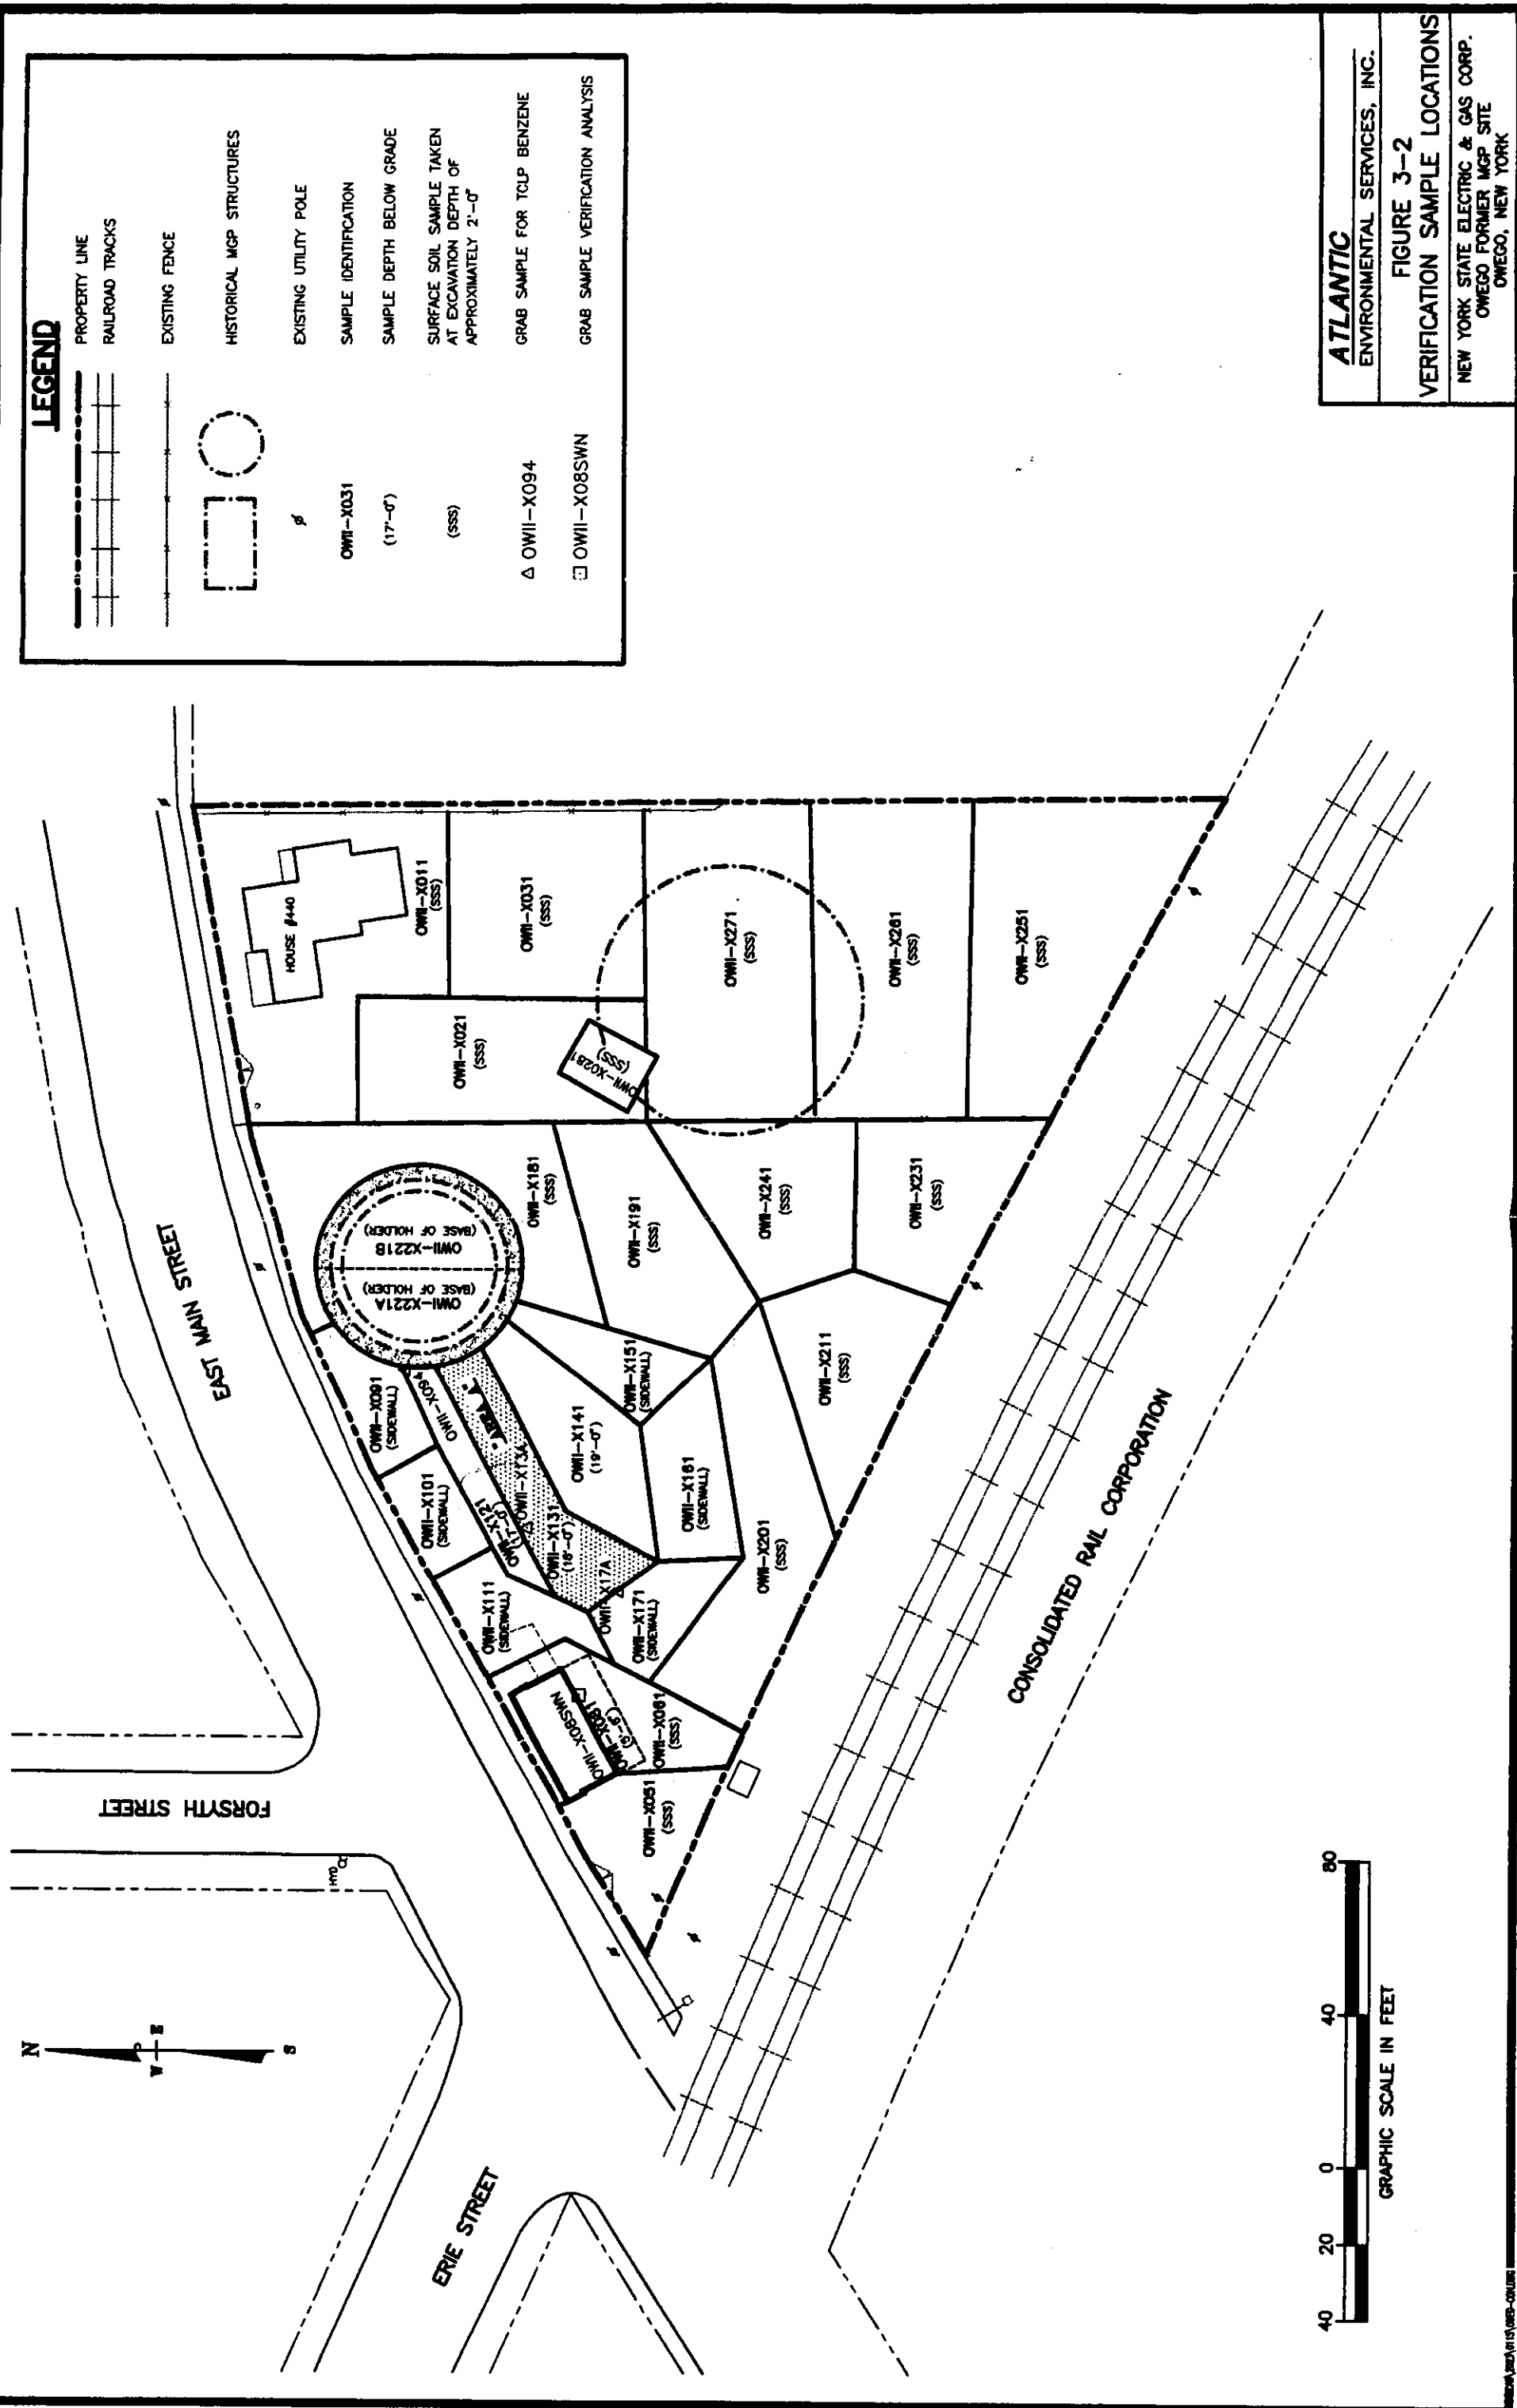 LEGEND
PROPERTY LINE
RAILROAD TRACKS
EXISTING FENCE
HISTORICAL MGP STRUCTURES
ø
EXISTING UTILITY POLE
OWII-X031
SAMPLE IDENTIFICATION
(17'-0")
SAMPLE DEPTH BELOW GRADE
(SSS)
SURFACE SOIL SAMPLE TAKEN
AT EXCAVATION DEPTH OF
APPROXIMATELY 2'-0"
△ OWII-X094
GRAB SAMPLE FOR TCLP BENZENE
□ OWII-X08SWN
GRAB SAMPLE VERIFICATION ANALYSIS
N
W E
S
FORSYTH STREET
HYD
ERIE STREET
EAST MAIN STREET
HOUSE #440
OWII-X011
(SSS)
OWII-X031
(SSS)
OWII-X021
(SSS)
OWII-X0281
(SSS)
OWII-X271
(SSS)
OWII-X261
(SSS)
OWII-X251
(SSS)
OWII-X221B
(BASE OF HOLDER)
OWII-X221A
(BASE OF HOLDER)
OWII-X181
(SSS)
OWII-X191
(SSS)
OWII-X241
(SSS)
OWII-X231
(SSS)
OWII-X091
(SIDEWALL)
OWII-X094
"AREA A"
OWII-X101
(SIDEWALL)
OWII-X121
(17'-0")
OWII-X13A
OWII-X131
(18'-0")
OWII-X141
(19'-0")
OWII-X151
(SIDEWALL)
OWII-X161
(SIDEWALL)
OWII-X211
(SSS)
OWII-X111
(SIDEWALL)
OWII-X17A
OWII-X171
(SIDEWALL)
OWII-X201
(SSS)
OWII-X08SWN
OWII-X081
OWII-X061
(SSS)
OWII-X051
(SSS)
CONSOLIDATED RAIL CORPORATION
40 20 0 40 80
GRAPHIC SCALE IN FEET
ATLANTIC
ENVIRONMENTAL SERVICES, INC.
FIGURE 3-2
VERIFICATION SAMPLE LOCATIONS
NEW YORK STATE ELECTRIC & GAS CORP.
OWEGO FORMER MGP SITE
OWEGO, NEW YORK